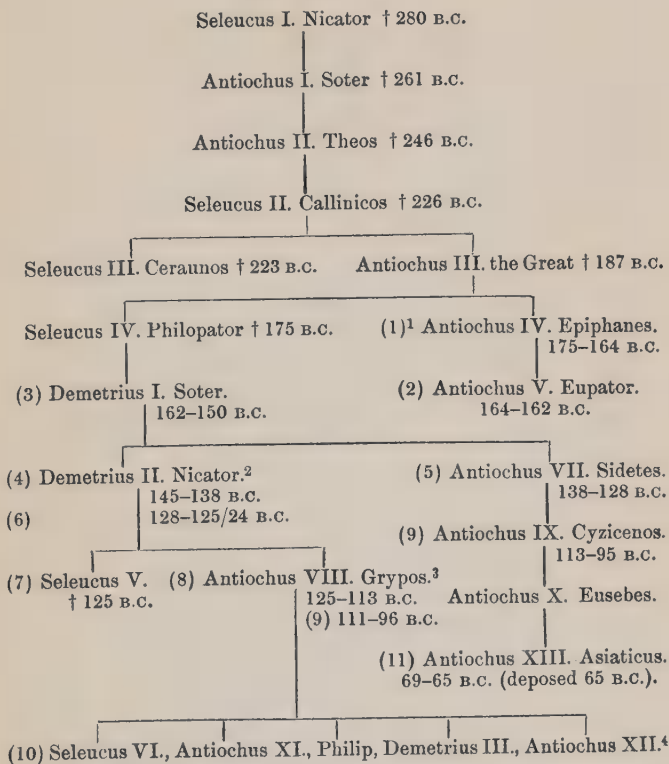 Seleucus I. Nicator † 280 B.C.
Antiochus I. Soter † 261 B.C.
Antiochus II. Theos † 246 B.C.
Seleucus II. Callinicos † 226 B.C.
Seleucus III. Ceraunos † 223 B.C. Antiochus III. the Great † 187 B.C.
Seleucus IV. Philopator † 175 B.C. (1)¹ Antiochus IV. Epiphanes.
175–164 B.C.
(3) Demetrius I. Soter. (2) Antiochus V. Eupator.
162–150 B.C. 164–162 B.C.
(4) Demetrius II. Nicator.² (5) Antiochus VII. Sidetes.
145–138 B.C. 138–128 B.C.
(6) 128–125/24 B.C.
(9) Antiochus IX. Cyzicenos.
113–95 B.C.
(7) Seleucus V. (8) Antiochus VIII. Grypos.³
† 125 B.C. 125–113 B.C. Antiochus X. Eusebes.
(9) 111–96 B.C.
(11) Antiochus XIII. Asiaticus.
69–65 B.C. (deposed 65 B.C.).
(10) Seleucus VI., Antiochus XI., Philip, Demetrius III., Antiochus XII.⁴